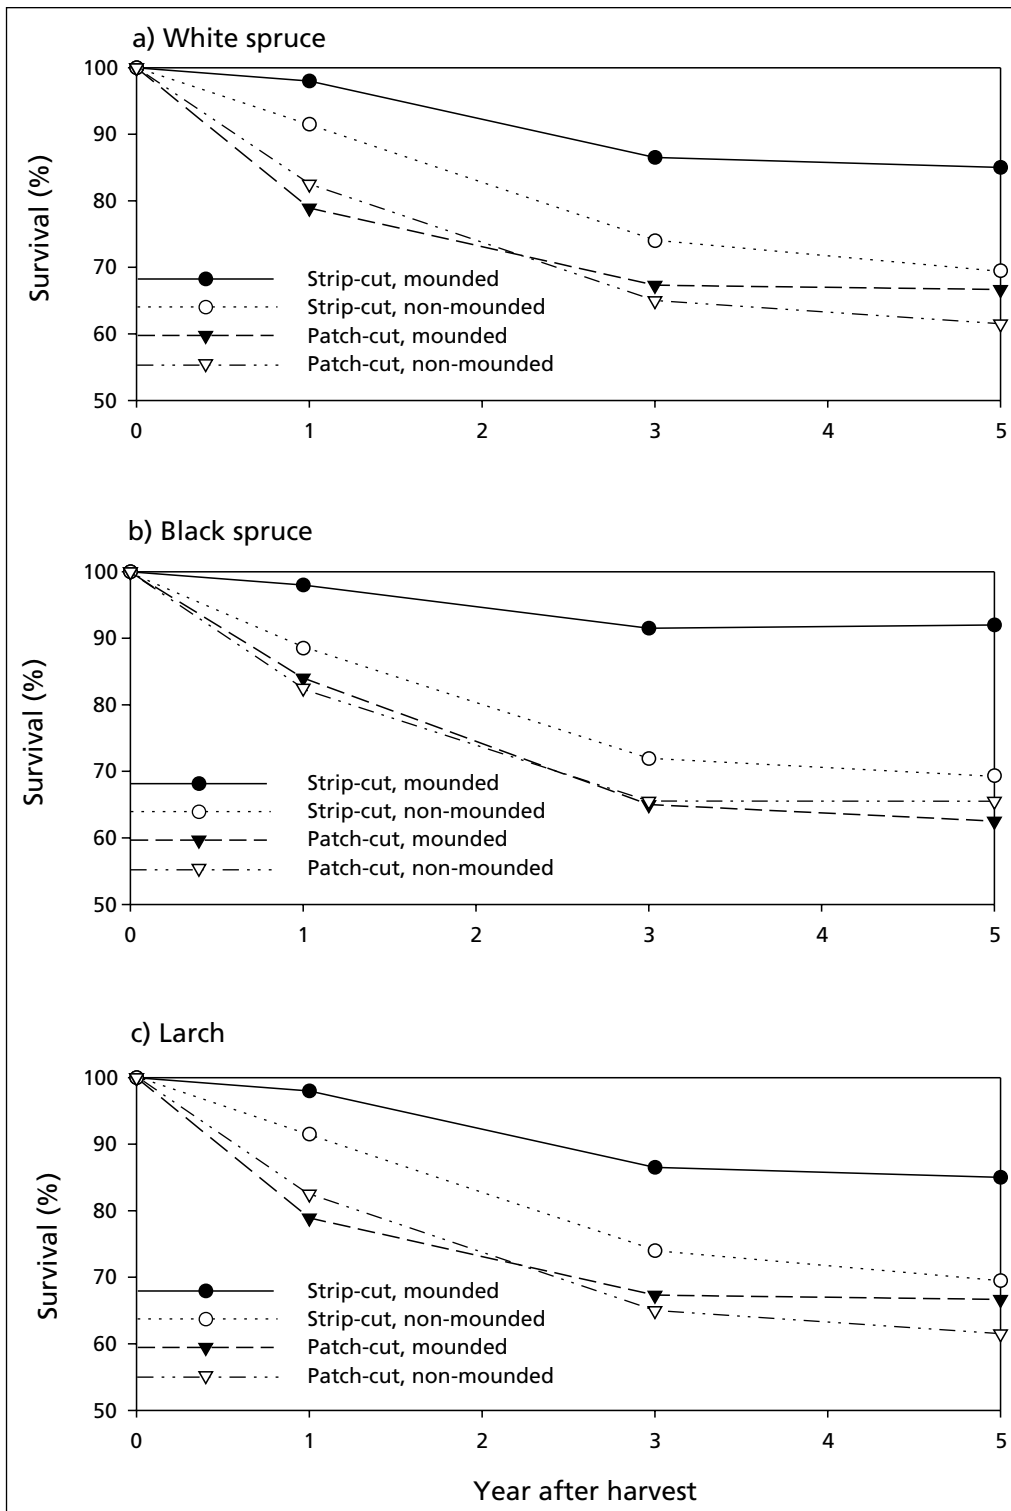 a) White spruce
100
90
80
70
60
50
Survival (%)
Strip-cut, mounded
Strip-cut, non-mounded
Patch-cut, mounded
Patch-cut, non-mounded
0 1 2 3 4 5
b) Black spruce
100
90
80
70
60
50
Survival (%)
Strip-cut, mounded
Strip-cut, non-mounded
Patch-cut, mounded
Patch-cut, non-mounded
0 1 2 3 4 5
c) Larch
100
90
80
70
60
50
Survival (%)
Strip-cut, mounded
Strip-cut, non-mounded
Patch-cut, mounded
Patch-cut, non-mounded
0 1 2 3 4 5
Year after harvest